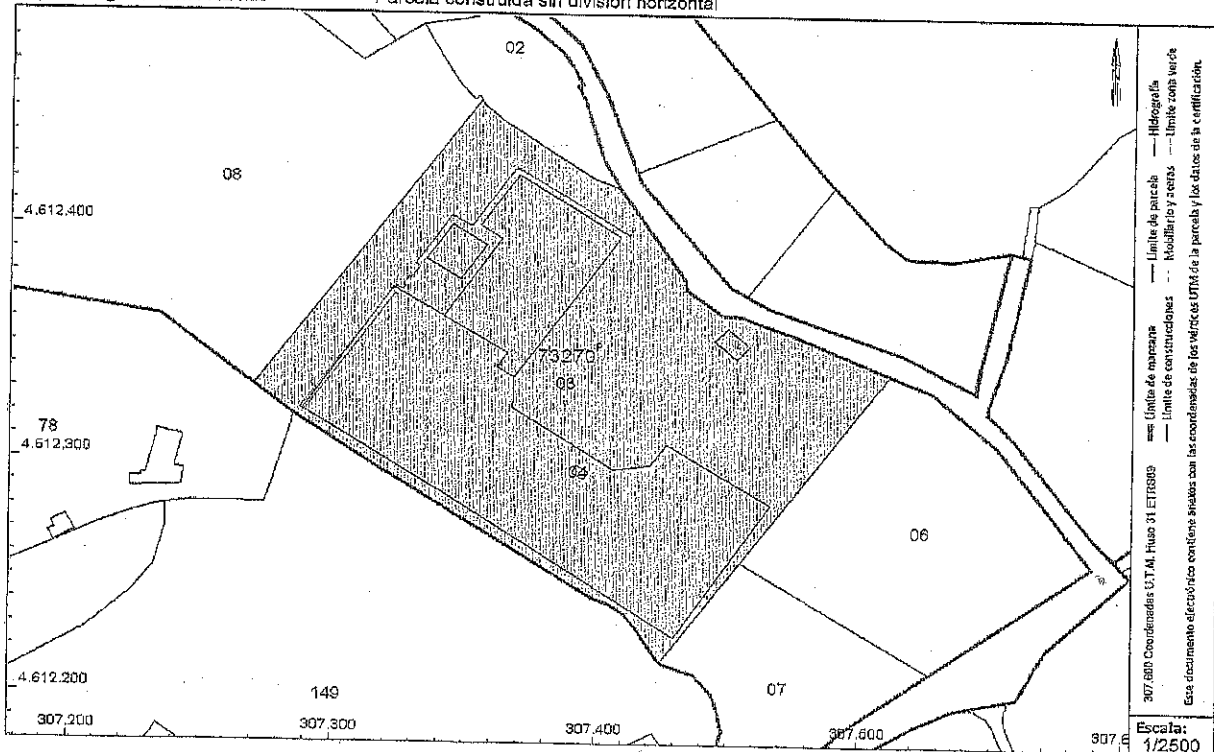 Parcela construida sin división horizontal
02
08
4.612.400
73270
03
78
4.612.300
04
06
4.612.200
149
07
307.200
307.300
307.400
307.500
307.6
307.600 Coordenadas U.T.M. Huso 31 ETRS89
Límite de manzana
Límite de parcela
Hidrografía
Límite de construcciones
Mobiliario y aceras
Límite zona verde
Este documento electrónico contiene anexos con las coordenadas de los vértices UTM de la parcela y los datos de la certificación.
Escala:
1/2500